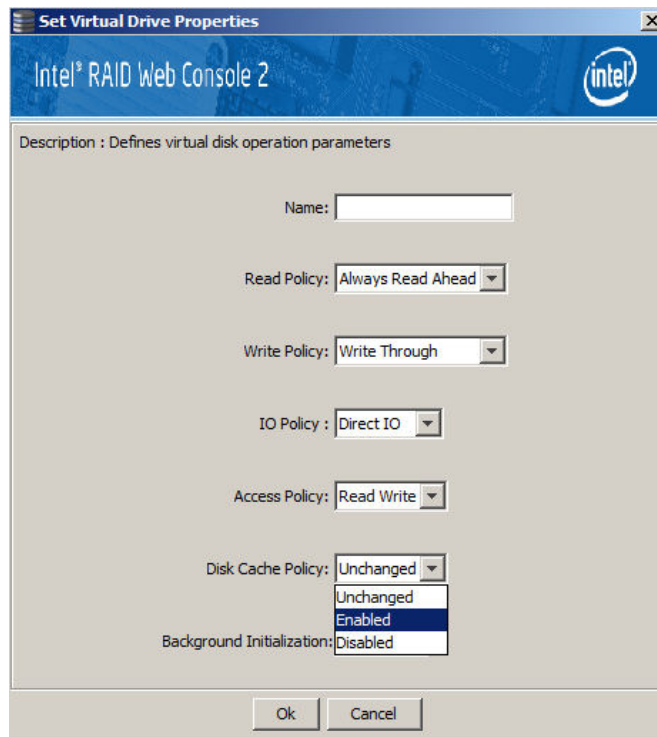 Set Virtual Drive Properties
Intel® RAID Web Console 2
intel
Description : Defines virtual disk operation parameters
Name:
Read Policy: Always Read Ahead
Write Policy: Write Through
IO Policy : Direct IO
Access Policy: Read Write
Disk Cache Policy: Unchanged
Unchanged
Enabled
Background Initialization: Disabled
Ok Cancel